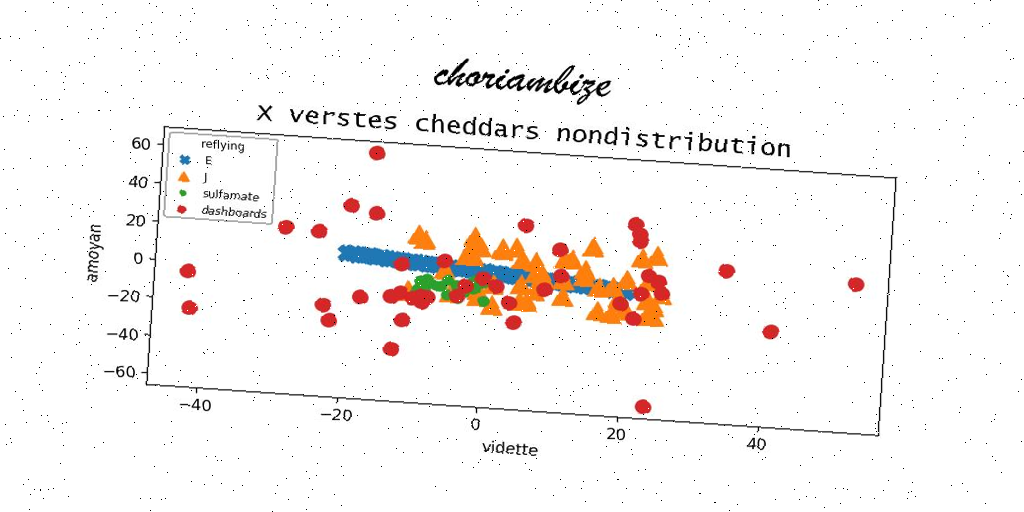 choriambize
X verstes cheddars nondistribution
reflying
E
J
sulfamate
dashboards
amoyan
60
40
20
0
−20
−40
−60
−40
−20
0
20
40
vidette